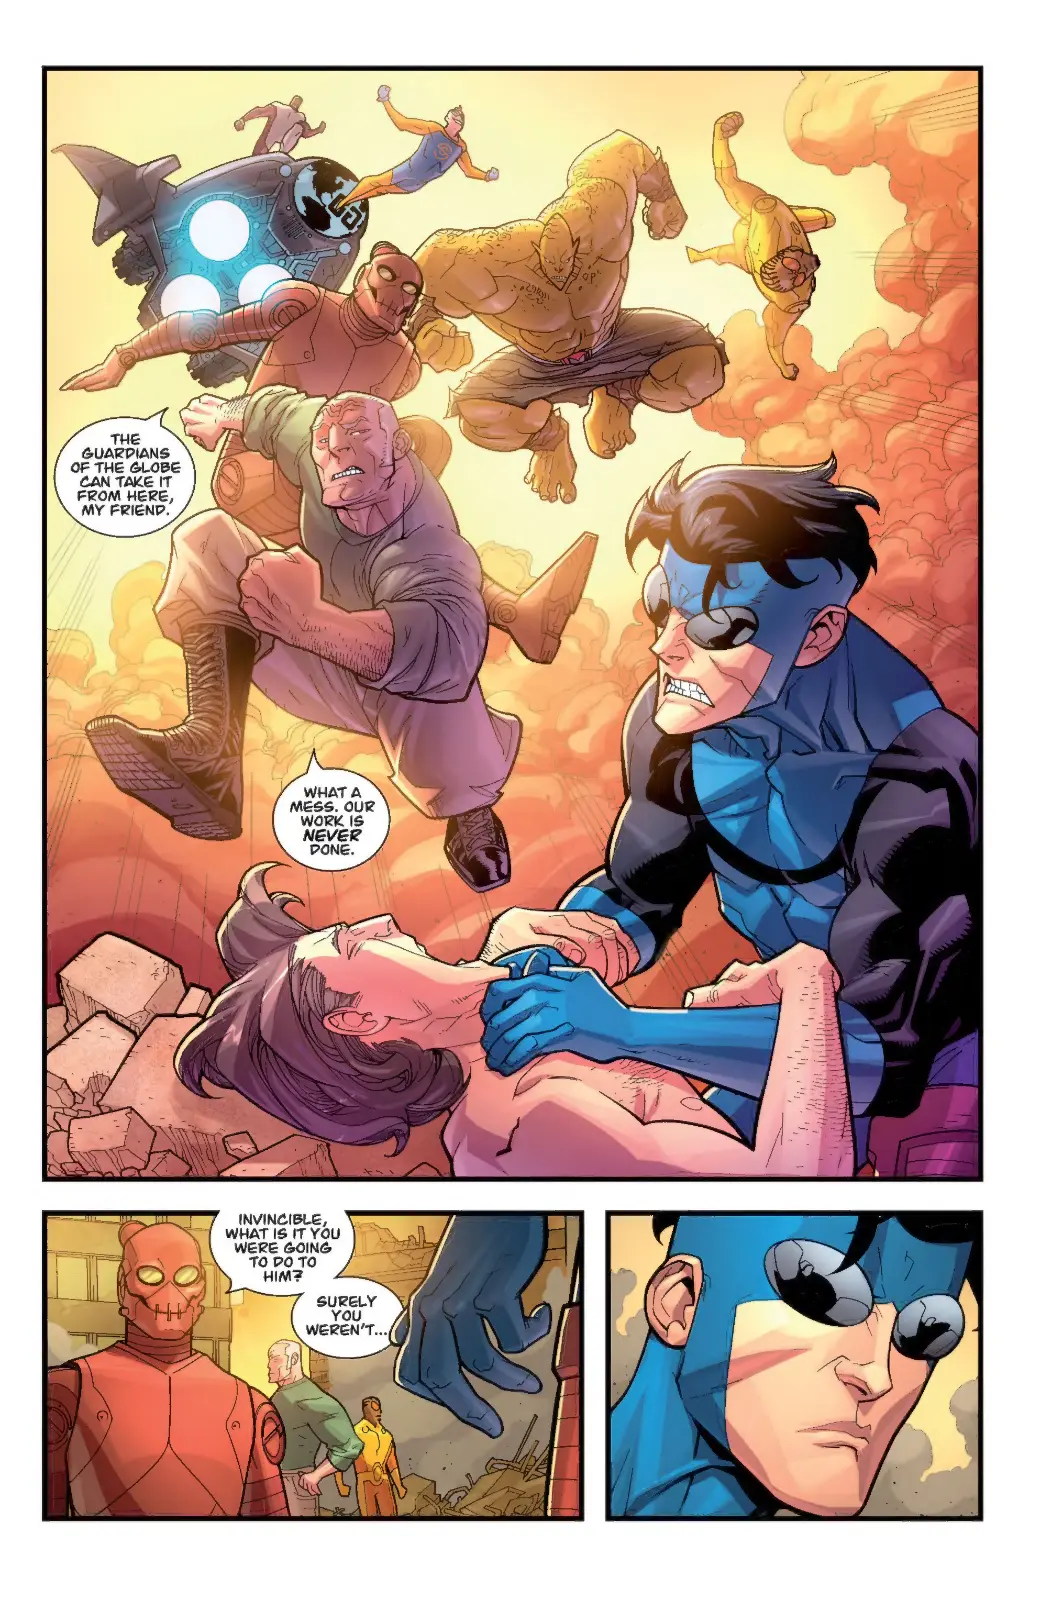 THE
GUARDIANS
OF THE GLOBE
CAN TAKE IT
FROM HERE,
MY FRIEND.
WHAT A
MESS. OUR
WORK IS
NEVER
DONE.
INVINCIBLE,
WHAT IS IT YOU
WERE GOING
TO DO TO
HIM?
SURELY
YOU
WEREN'T...